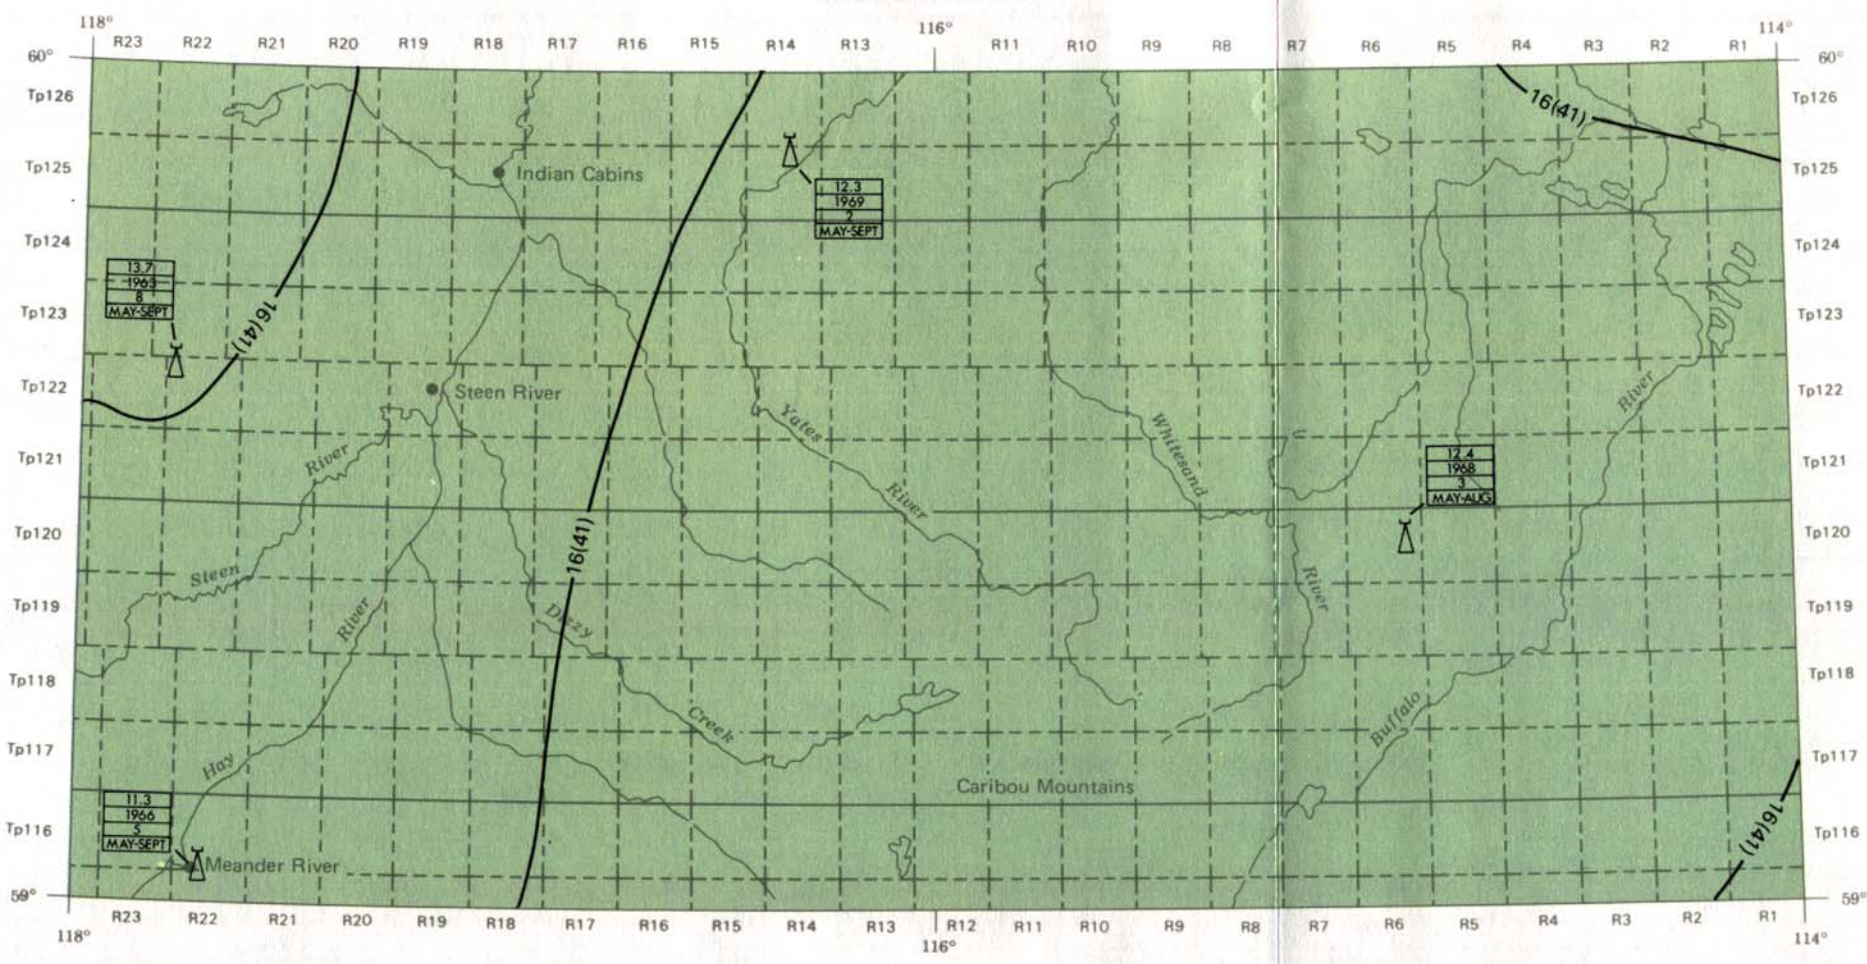 118°
116°
114°
R23 R22 R21 R20 R19 R18 R17 R16 R15 R14 R13 R11 R10 R9 R8 R7 R6 R5 R4 R3 R2 R1
60°
60°
Tp126
Tp126
16(41)
Tp125
Tp125
Indian Cabins
12.3
1969
2
MAY-SEPT
Tp124
Tp124
13.7
1963
8
MAY-SEPT
Tp123
Tp123
16(41)
Tp122
Tp122
Steen River
River
Yates
River
Whitesand
Tp121
Tp121
River
12.4
1968
3
MAY-AUG
Tp120
Tp120
16(41)
Steen
River
Tp119
Tp119
River
Dizzy
Tp118
Tp118
Creek
Buffalo
Tp117
Tp117
Hay
Caribou Mountains
11.3
1966
5
MAY-SEPT
Tp116
Tp116
16(41)
Meander River
59°
59°
R23 R22 R21 R20 R19 R18 R17 R16 R15 R14 R13 R12 R11 R10 R9 R8 R7 R6 R5 R4 R3 R2 R1
118°
116°
114°